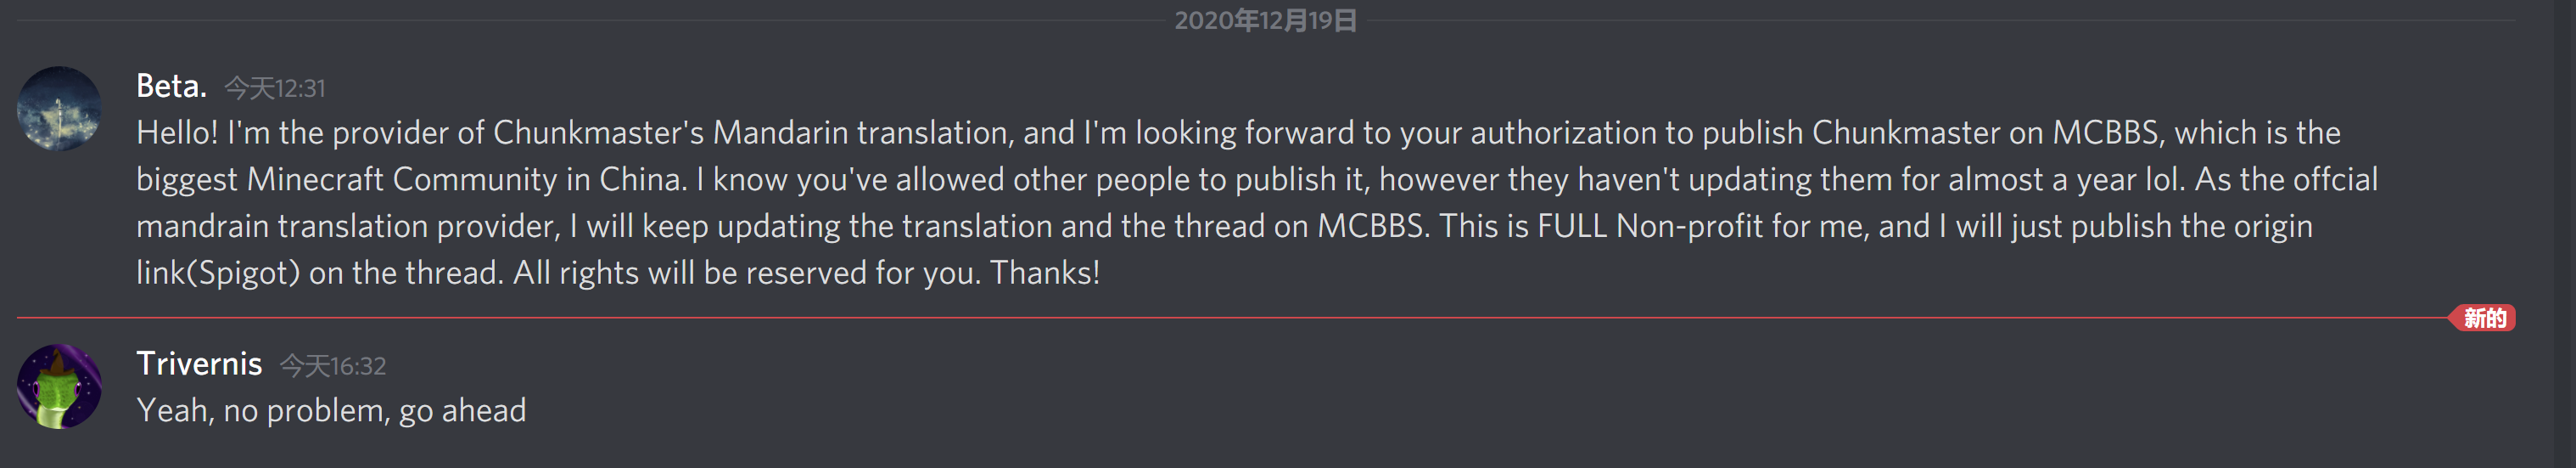 2020年12月19日
Beta. 今天12:31
Hello! I'm the provider of Chunkmaster's Mandarin translation, and I'm looking forward to your authorization to publish Chunkmaster on MCBBS, which is the
biggest Minecraft Community in China. I know you've allowed other people to publish it, however they haven't updating them for almost a year lol. As the offcial
mandrain translation provider, I will keep updating the translation and the thread on MCBBS. This is FULL Non-profit for me, and I will just publish the origin
link(Spigot) on the thread. All rights will be reserved for you. Thanks!
新的
Trivernis 今天16:32
Yeah, no problem, go ahead